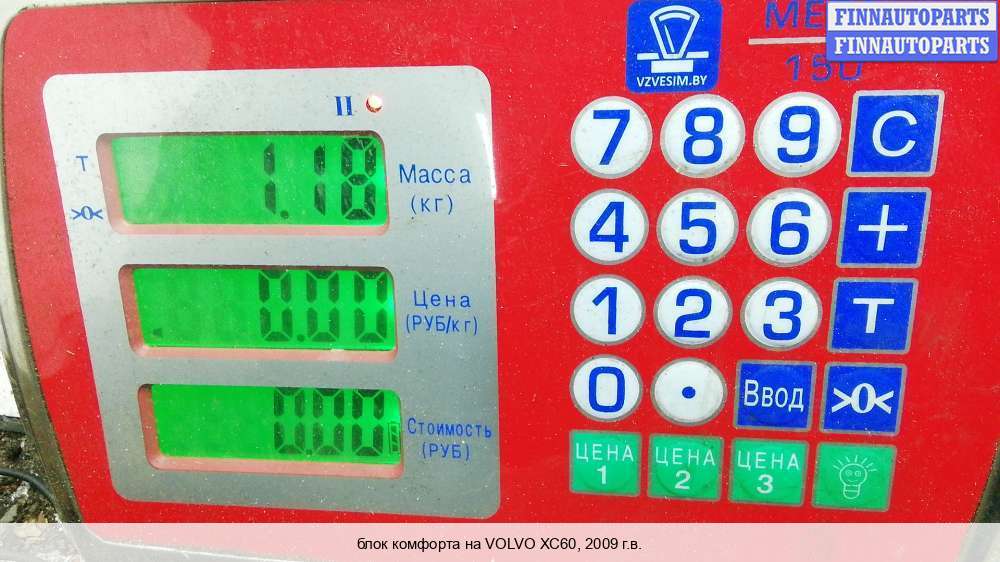 FINNAUTOPARTS
FINNAUTOPARTS
150
VZVESIM.BY
II
T
>0<
1.18
Масса
(кг)
0.00
Цена
(РУБ/кг)
0.00
Стоимость
(РУБ)
7 8 9 C
4 5 6 +
1 2 3 T
0 . Ввод >0<
ЦЕНА 1 ЦЕНА 2 ЦЕНА 3
блок комфорта на VOLVO XC60, 2009 г.в.